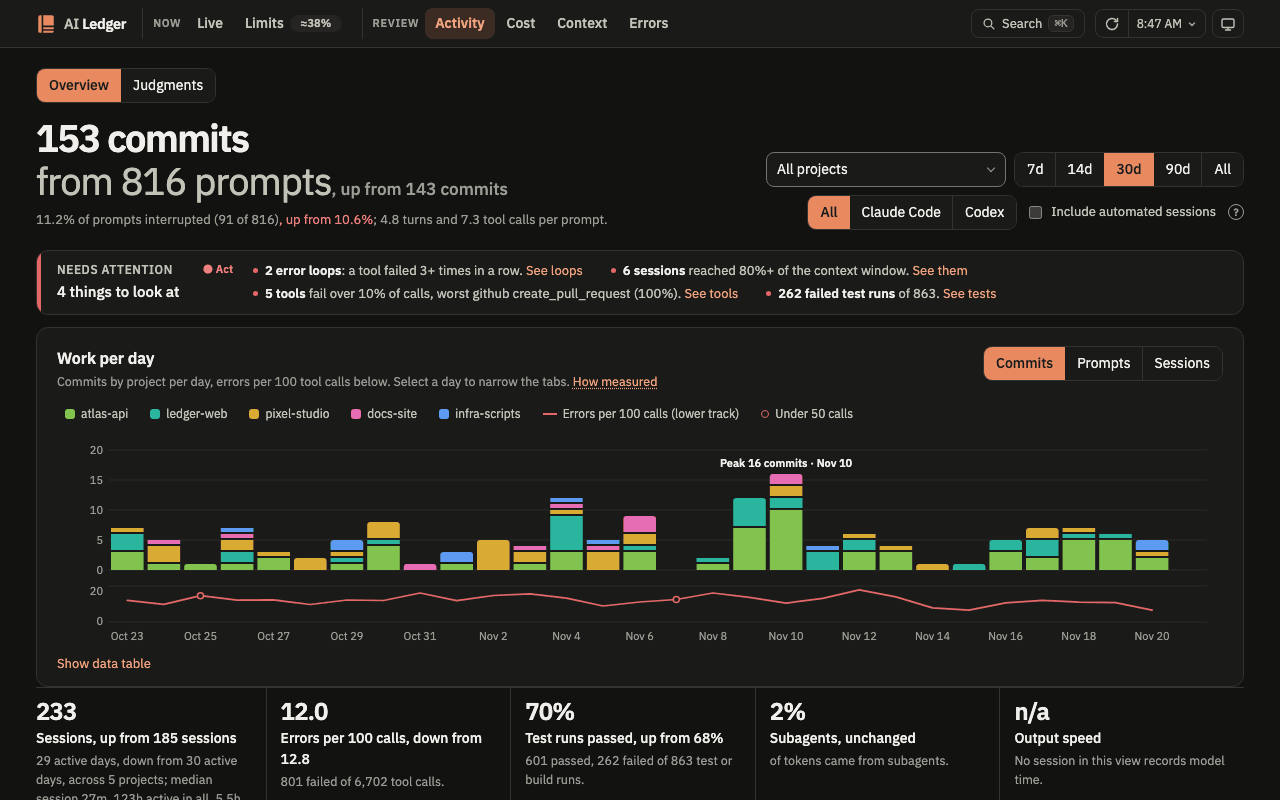 AI Ledger NOW Live Limits ≈38% REVIEW Activity Cost Context Errors Search ⌘K 8:47 AM
Overview Judgments
153 commits
from 816 prompts, up from 143 commits
11.2% of prompts interrupted (91 of 816), up from 10.6%; 4.8 turns and 7.3 tool calls per prompt.
All projects 7d 14d 30d 90d All
All Claude Code Codex Include automated sessions ?
NEEDS ATTENTION
4 things to look at
Act
2 error loops: a tool failed 3+ times in a row. See loops
6 sessions reached 80%+ of the context window. See them
5 tools fail over 10% of calls, worst github create_pull_request (100%). See tools
262 failed test runs of 863. See tests
Work per day
Commits by project per day, errors per 100 tool calls below. Select a day to narrow the tabs. How measured
Commits Prompts Sessions
atlas-api ledger-web pixel-studio docs-site infra-scripts Errors per 100 calls (lower track) Under 50 calls
20
Peak 16 commits · Nov 10
15
10
5
0
20
0
Oct 23 Oct 25 Oct 27 Oct 29 Oct 31 Nov 2 Nov 4 Nov 6 Nov 8 Nov 10 Nov 12 Nov 14 Nov 16 Nov 18 Nov 20
Show data table
233
Sessions, up from 185 sessions
29 active days, down from 30 active
days, across 5 projects; median
session 27m, 123h active in all, 5.5h
12.0
Errors per 100 calls, down from
12.8
801 failed of 6,702 tool calls.
70%
Test runs passed, up from 68%
601 passed, 262 failed of 863 test or
build runs.
2%
Subagents, unchanged
of tokens came from subagents.
n/a
Output speed
No session in this view records model
time.